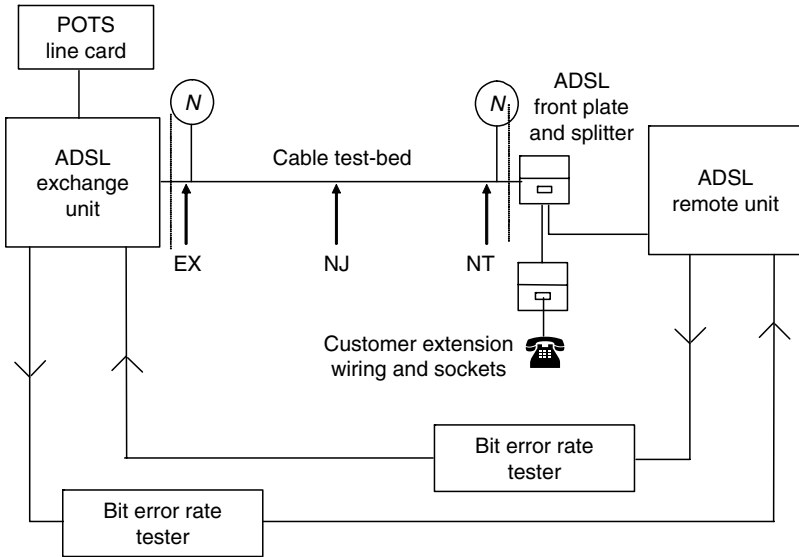 POTS
line card
N
N
ADSL
front plate
and splitter
ADSL
exchange
unit
Cable test-bed
ADSL
remote unit
EX
NJ
NT
Customer extension
wiring and sockets
Bit error rate
tester
Bit error rate
tester